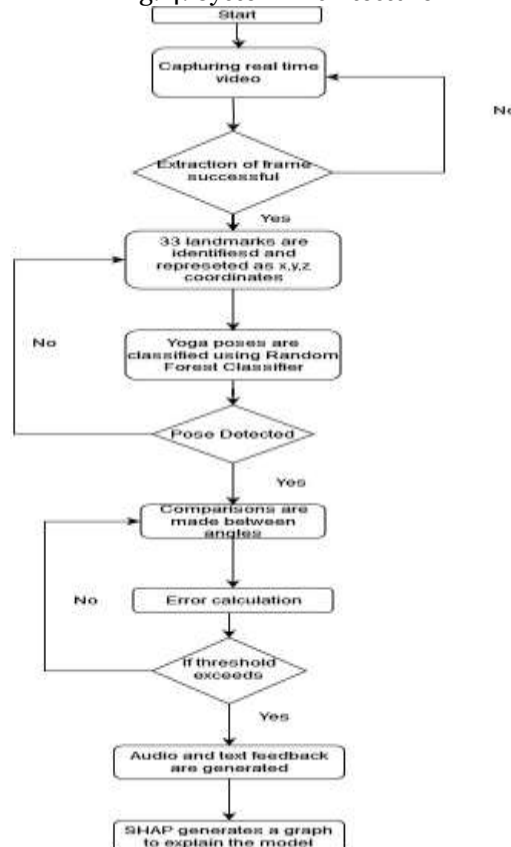 Start
Capturing real time
video
No
Extraction of frame
successful
Yes
33 landmarks are
identifiesd and
represeted as x,y,z
coordinates
No
Yoga poses are
classified using Random
Forest Classifier
Pose Detected
Yes
Comparisons are
made between
angles
No
Error calculation
If threshold
exceeds
Yes
Audio and text feedback
are generated
SHAP generates a graph
to explain the model